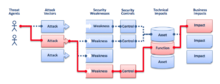 Threat Agents
Attack Vectors
Security Weaknesses
Security Controls
Technical Impacts
Business Impacts
Attack
Weakness
Control
Asset
Impact
Attack
Weakness
Control
Function
Impact
Attack
Weakness
Asset
Impact
Weakness
Control